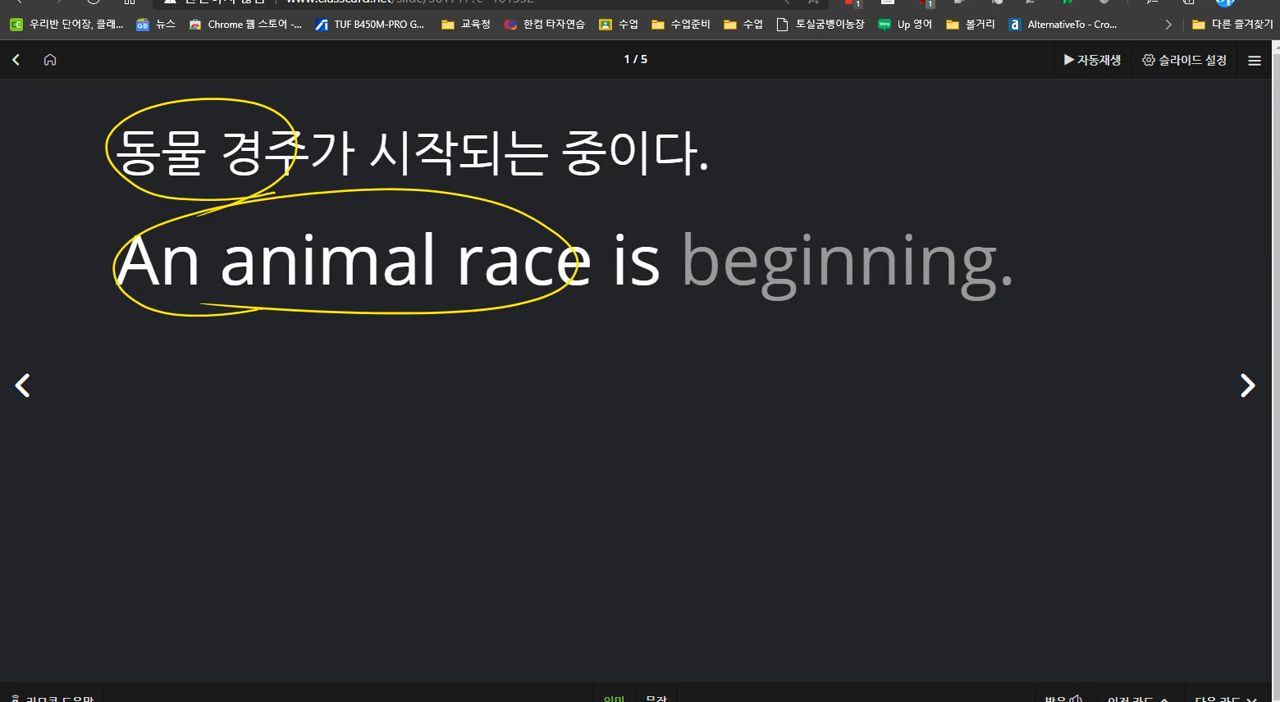 우리반 단어장, 클래... 뉴스 Chrome 웹 스토어 -... TUF B450M-PRO G... 교육청 한컴 타자연습 수업 수업준비 수업 토실굼벵이농장 Up 영어 볼거리 AlternativeTo - Cro... 다른 즐겨찾기
1 / 5 자동재생 슬라이드 설정
동물 경주가 시작되는 중이다.
An animal race is beginning.